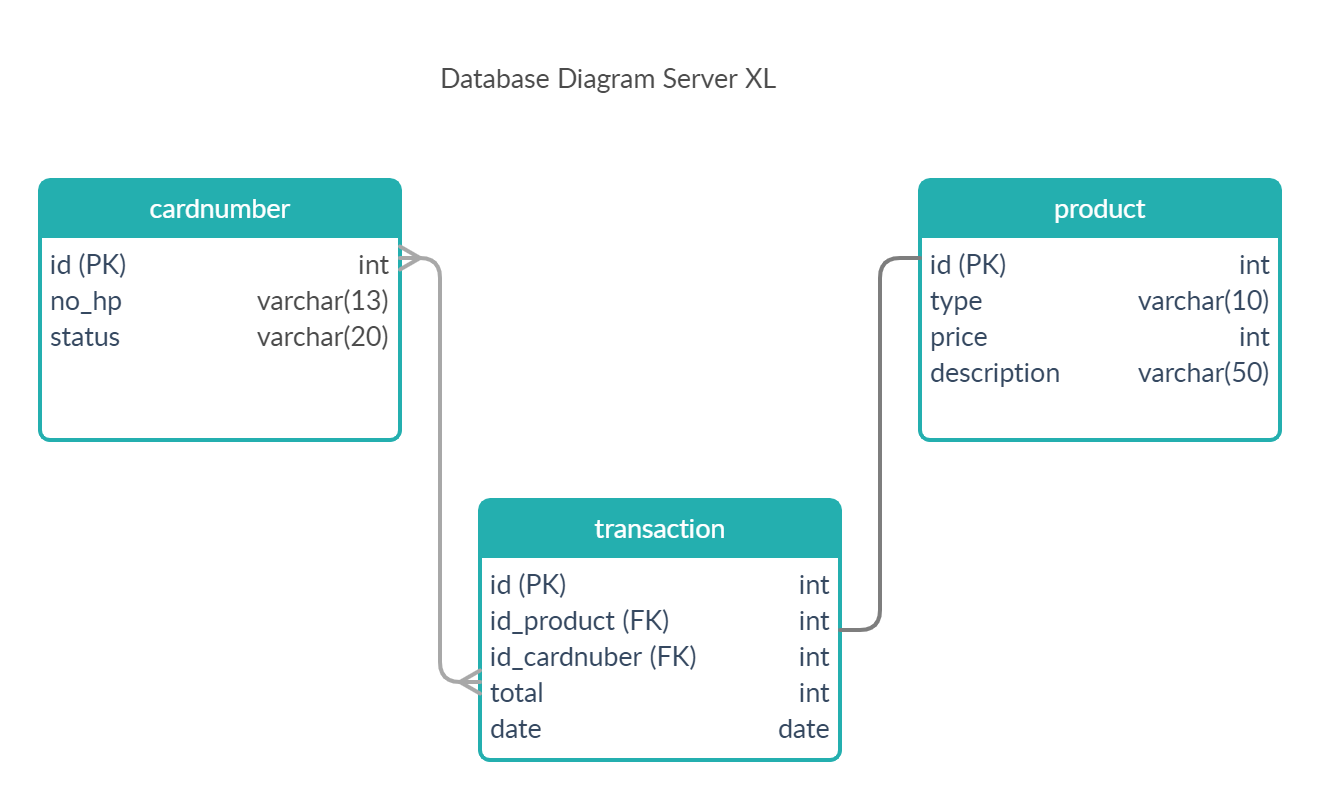 Database Diagram Server XL
cardnumber
id (PK) int
no_hp varchar(13)
status varchar(20)
product
id (PK) int
type varchar(10)
price int
description varchar(50)
transaction
id (PK) int
id_product (FK) int
id_cardnuber (FK) int
total int
date date